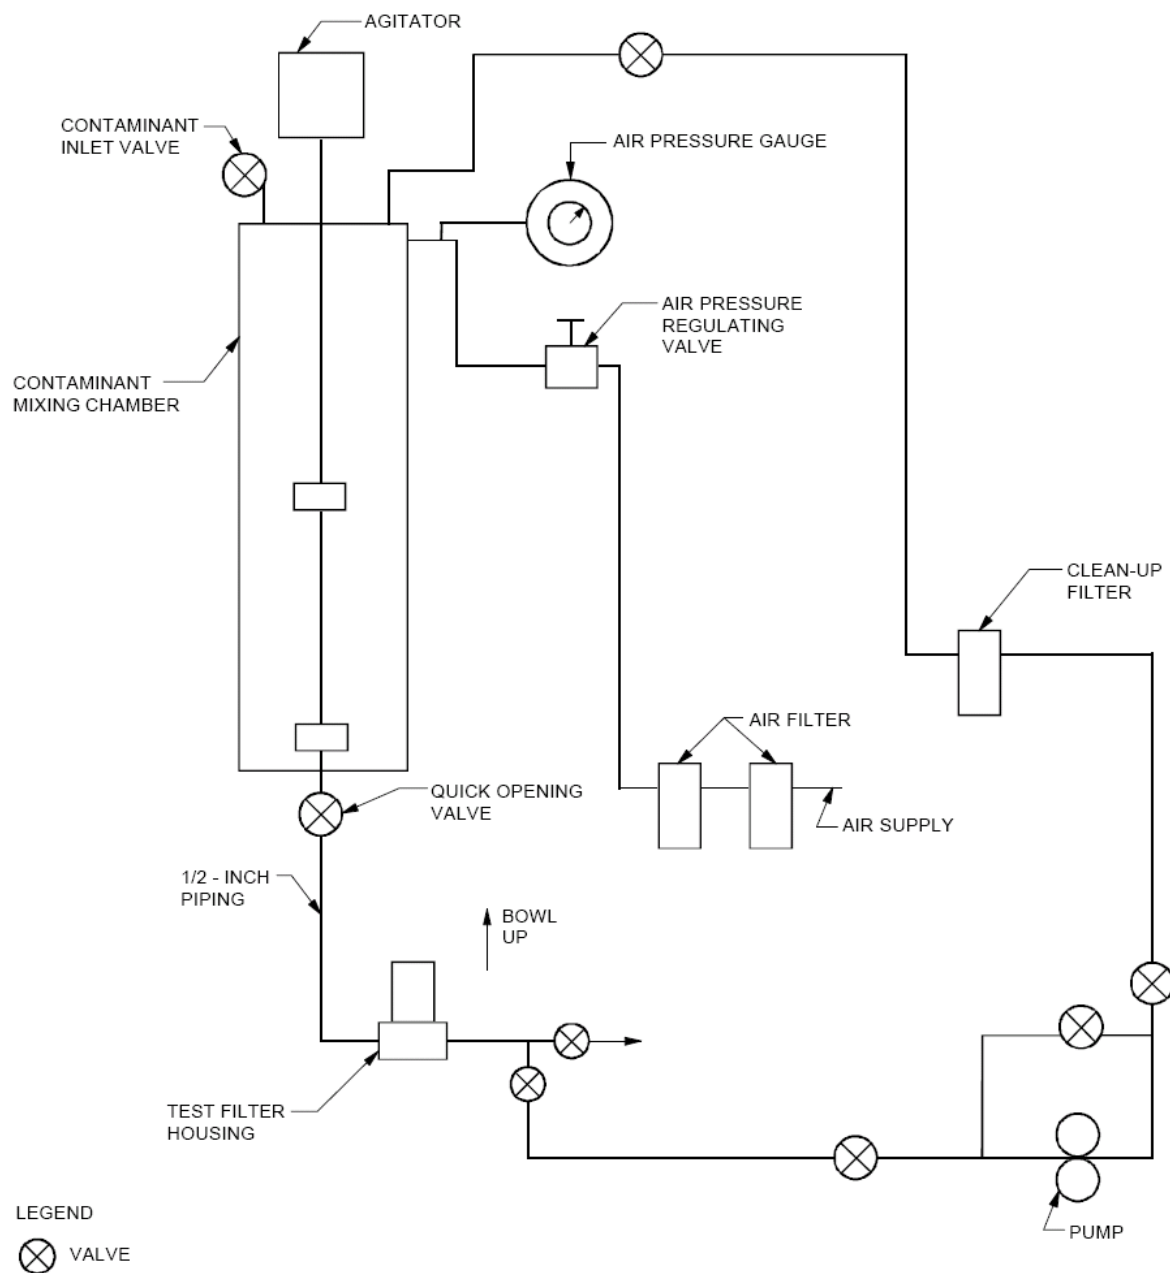 AGITATOR
CONTAMINANT
INLET VALVE
AIR PRESSURE GAUGE
AIR PRESSURE
REGULATING
VALVE
CONTAMINANT
MIXING CHAMBER
CLEAN-UP
FILTER
AIR FILTER
QUICK OPENING
VALVE
AIR SUPPLY
1/2 - INCH
PIPING
BOWL
UP
TEST FILTER
HOUSING
PUMP
LEGEND
VALVE